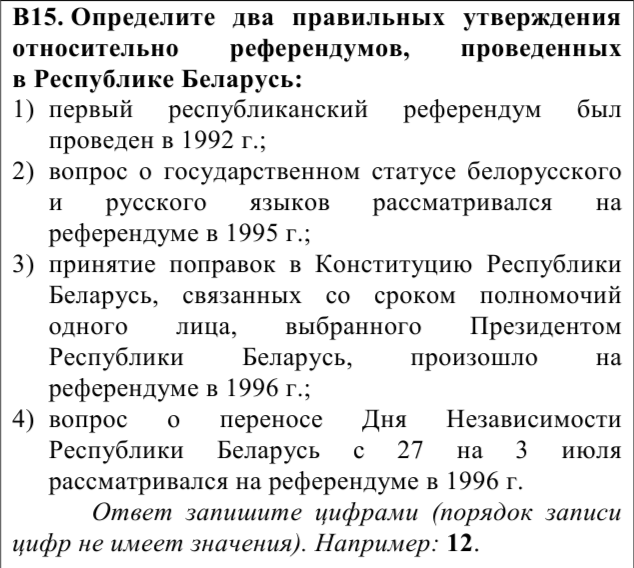 В15. Определите два правильных утверждения
относительно референдумов, проведенных
в Республике Беларусь:
1) первый республиканский референдум был
проведен в 1992 г.;
2) вопрос о государственном статусе белорусского
и русского языков рассматривался на
референдуме в 1995 г.;
3) принятие поправок в Конституцию Республики
Беларусь, связанных со сроком полномочий
одного лица, выбранного Президентом
Республики Беларусь, произошло на
референдуме в 1996 г.;
4) вопрос о переносе Дня Независимости
Республики Беларусь с 27 на 3 июля
рассматривался на референдуме в 1996 г.
Ответ запишите цифрами (порядок записи
цифр не имеет значения). Например: 12.